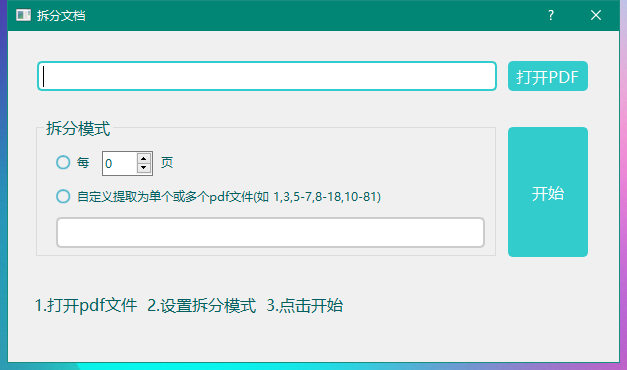 拆分文档
打开PDF
拆分模式
每 0 页
开始
自定义提取为单个或多个pdf文件(如 1,3,5-7,8-18,10-81)
1.打开pdf文件 2.设置拆分模式 3.点击开始